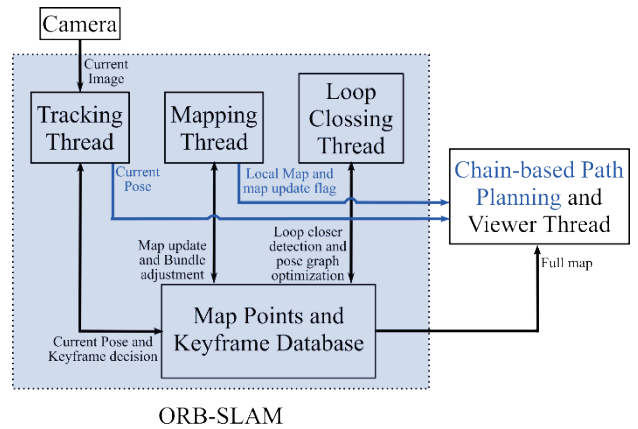 Camera
Current
Image
Tracking
Thread
Mapping
Thread
Loop
Clossing
Thread
Current
Pose
Local Map and
map update flag
Chain-based Path
Planning and
Viewer Thread
Map update
and Bundle
adjustment
Loop closer
detection and
pose graph
optimization
Full map
Map Points and
Keyframe Database
Current Pose and
Keyframe decision
ORB-SLAM